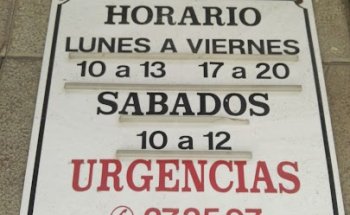 HORARIO
LUNES A VIERNES
10 a 13 17 a 20
SABADOS
10 a 12
URGENCIAS